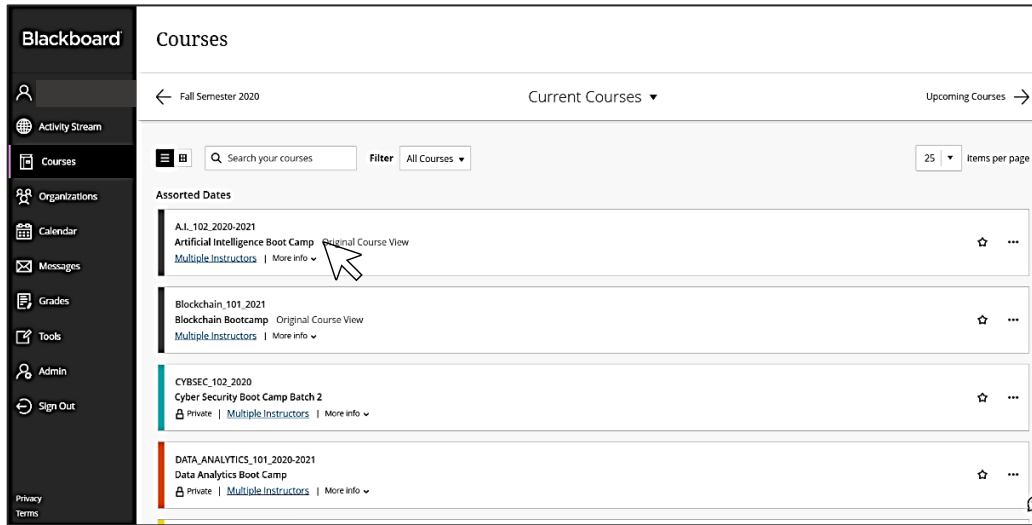 Blackboard
Activity Stream
Courses
Organizations
Calendar
Messages
Grades
Tools
Admin
Sign Out
Privacy
Terms
Courses
Fall Semester 2020
Current Courses
Upcoming Courses
Search your courses
Filter
All Courses
25 items per page
Assorted Dates
A.I._102_2020-2021
Artificial Intelligence Boot Camp Original Course View
Multiple Instructors | More info
Blockchain_101_2021
Blockchain Bootcamp Original Course View
Multiple Instructors | More info
CYBSEC_102_2020
Cyber Security Boot Camp Batch 2
Private | Multiple Instructors | More info
DATA_ANALYTICS_101_2020-2021
Data Analytics Boot Camp
Private | Multiple Instructors | More info